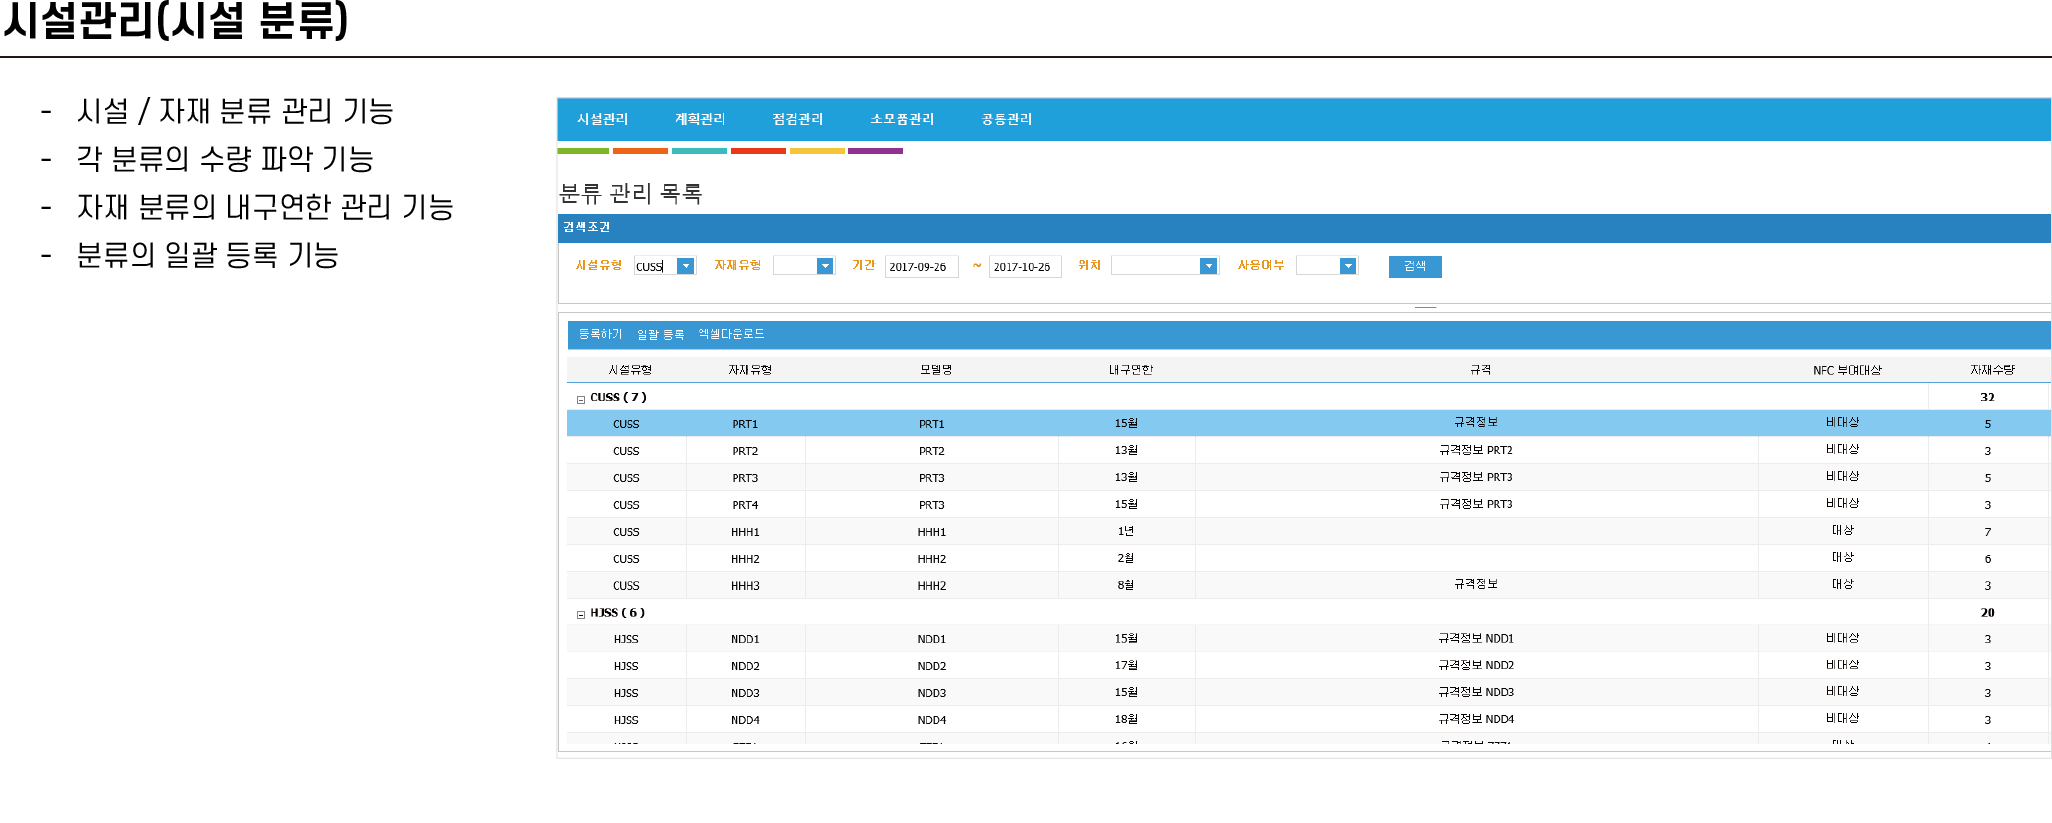 시설관리(시설 분류)
- 시설 / 자재 분류 관리 기능
- 각 분류의 수량 파악 기능
- 자재 분류의 내구연한 관리 기능
- 분류의 일괄 등록 기능
시설관리 계획관리 점검관리 소모품관리 공통관리
분류 관리 목록
검색조건
시설유형 CUSS 자재유형 기간 2017-09-26 ~ 2017-10-26 위치 사용여부 검색
등록하기 일괄 등록 엑셀다운로드
시설유형 자재유형 모델명 내구연한 규격 NFC 부여대상 자재수량
CUSS ( 7 ) 32
CUSS PRT1 PRT1 15월 규격정보 비대상 5
CUSS PRT2 PRT2 13월 규격정보 PRT2 비대상 3
CUSS PRT3 PRT3 13월 규격정보 PRT3 비대상 5
CUSS PRT4 PRT3 15월 규격정보 PRT3 비대상 3
CUSS HHH1 HHH1 1년 대상 7
CUSS HHH2 HHH2 2월 대상 6
CUSS HHH3 HHH2 8월 규격정보 대상 3
HJSS ( 6 ) 20
HJSS NDD1 NDD1 15월 규격정보 NDD1 비대상 3
HJSS NDD2 NDD2 17월 규격정보 NDD2 비대상 3
HJSS NDD3 NDD3 15월 규격정보 NDD3 비대상 3
HJSS NDD4 NDD4 18월 규격정보 NDD4 비대상 3